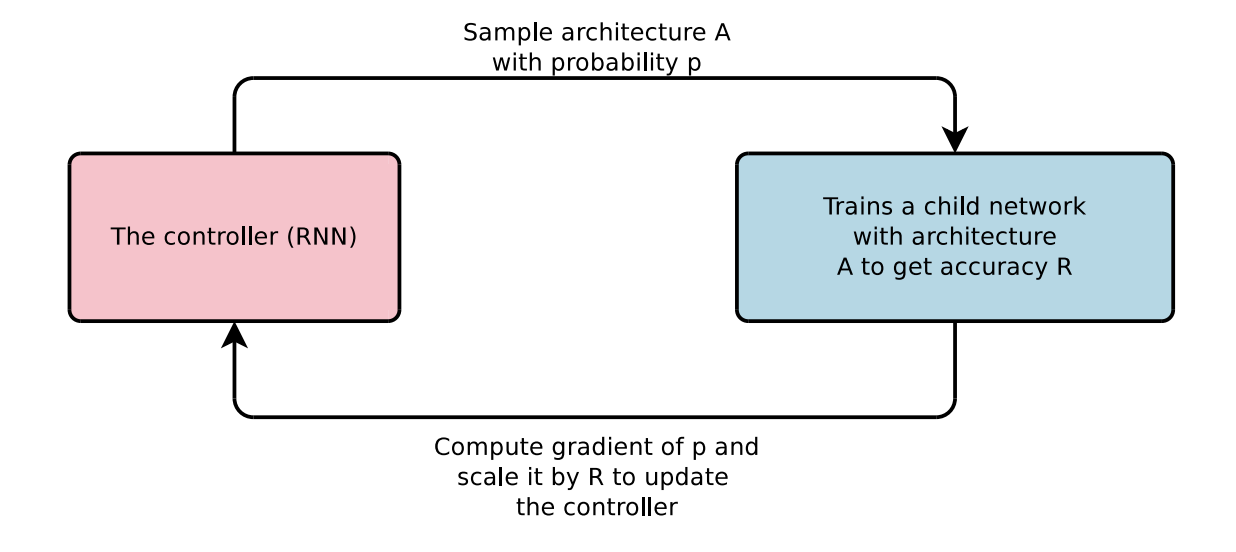 Sample architecture A
with probability p
The controller (RNN)
Trains a child network
with architecture
A to get accuracy R
Compute gradient of p and
scale it by R to update
the controller